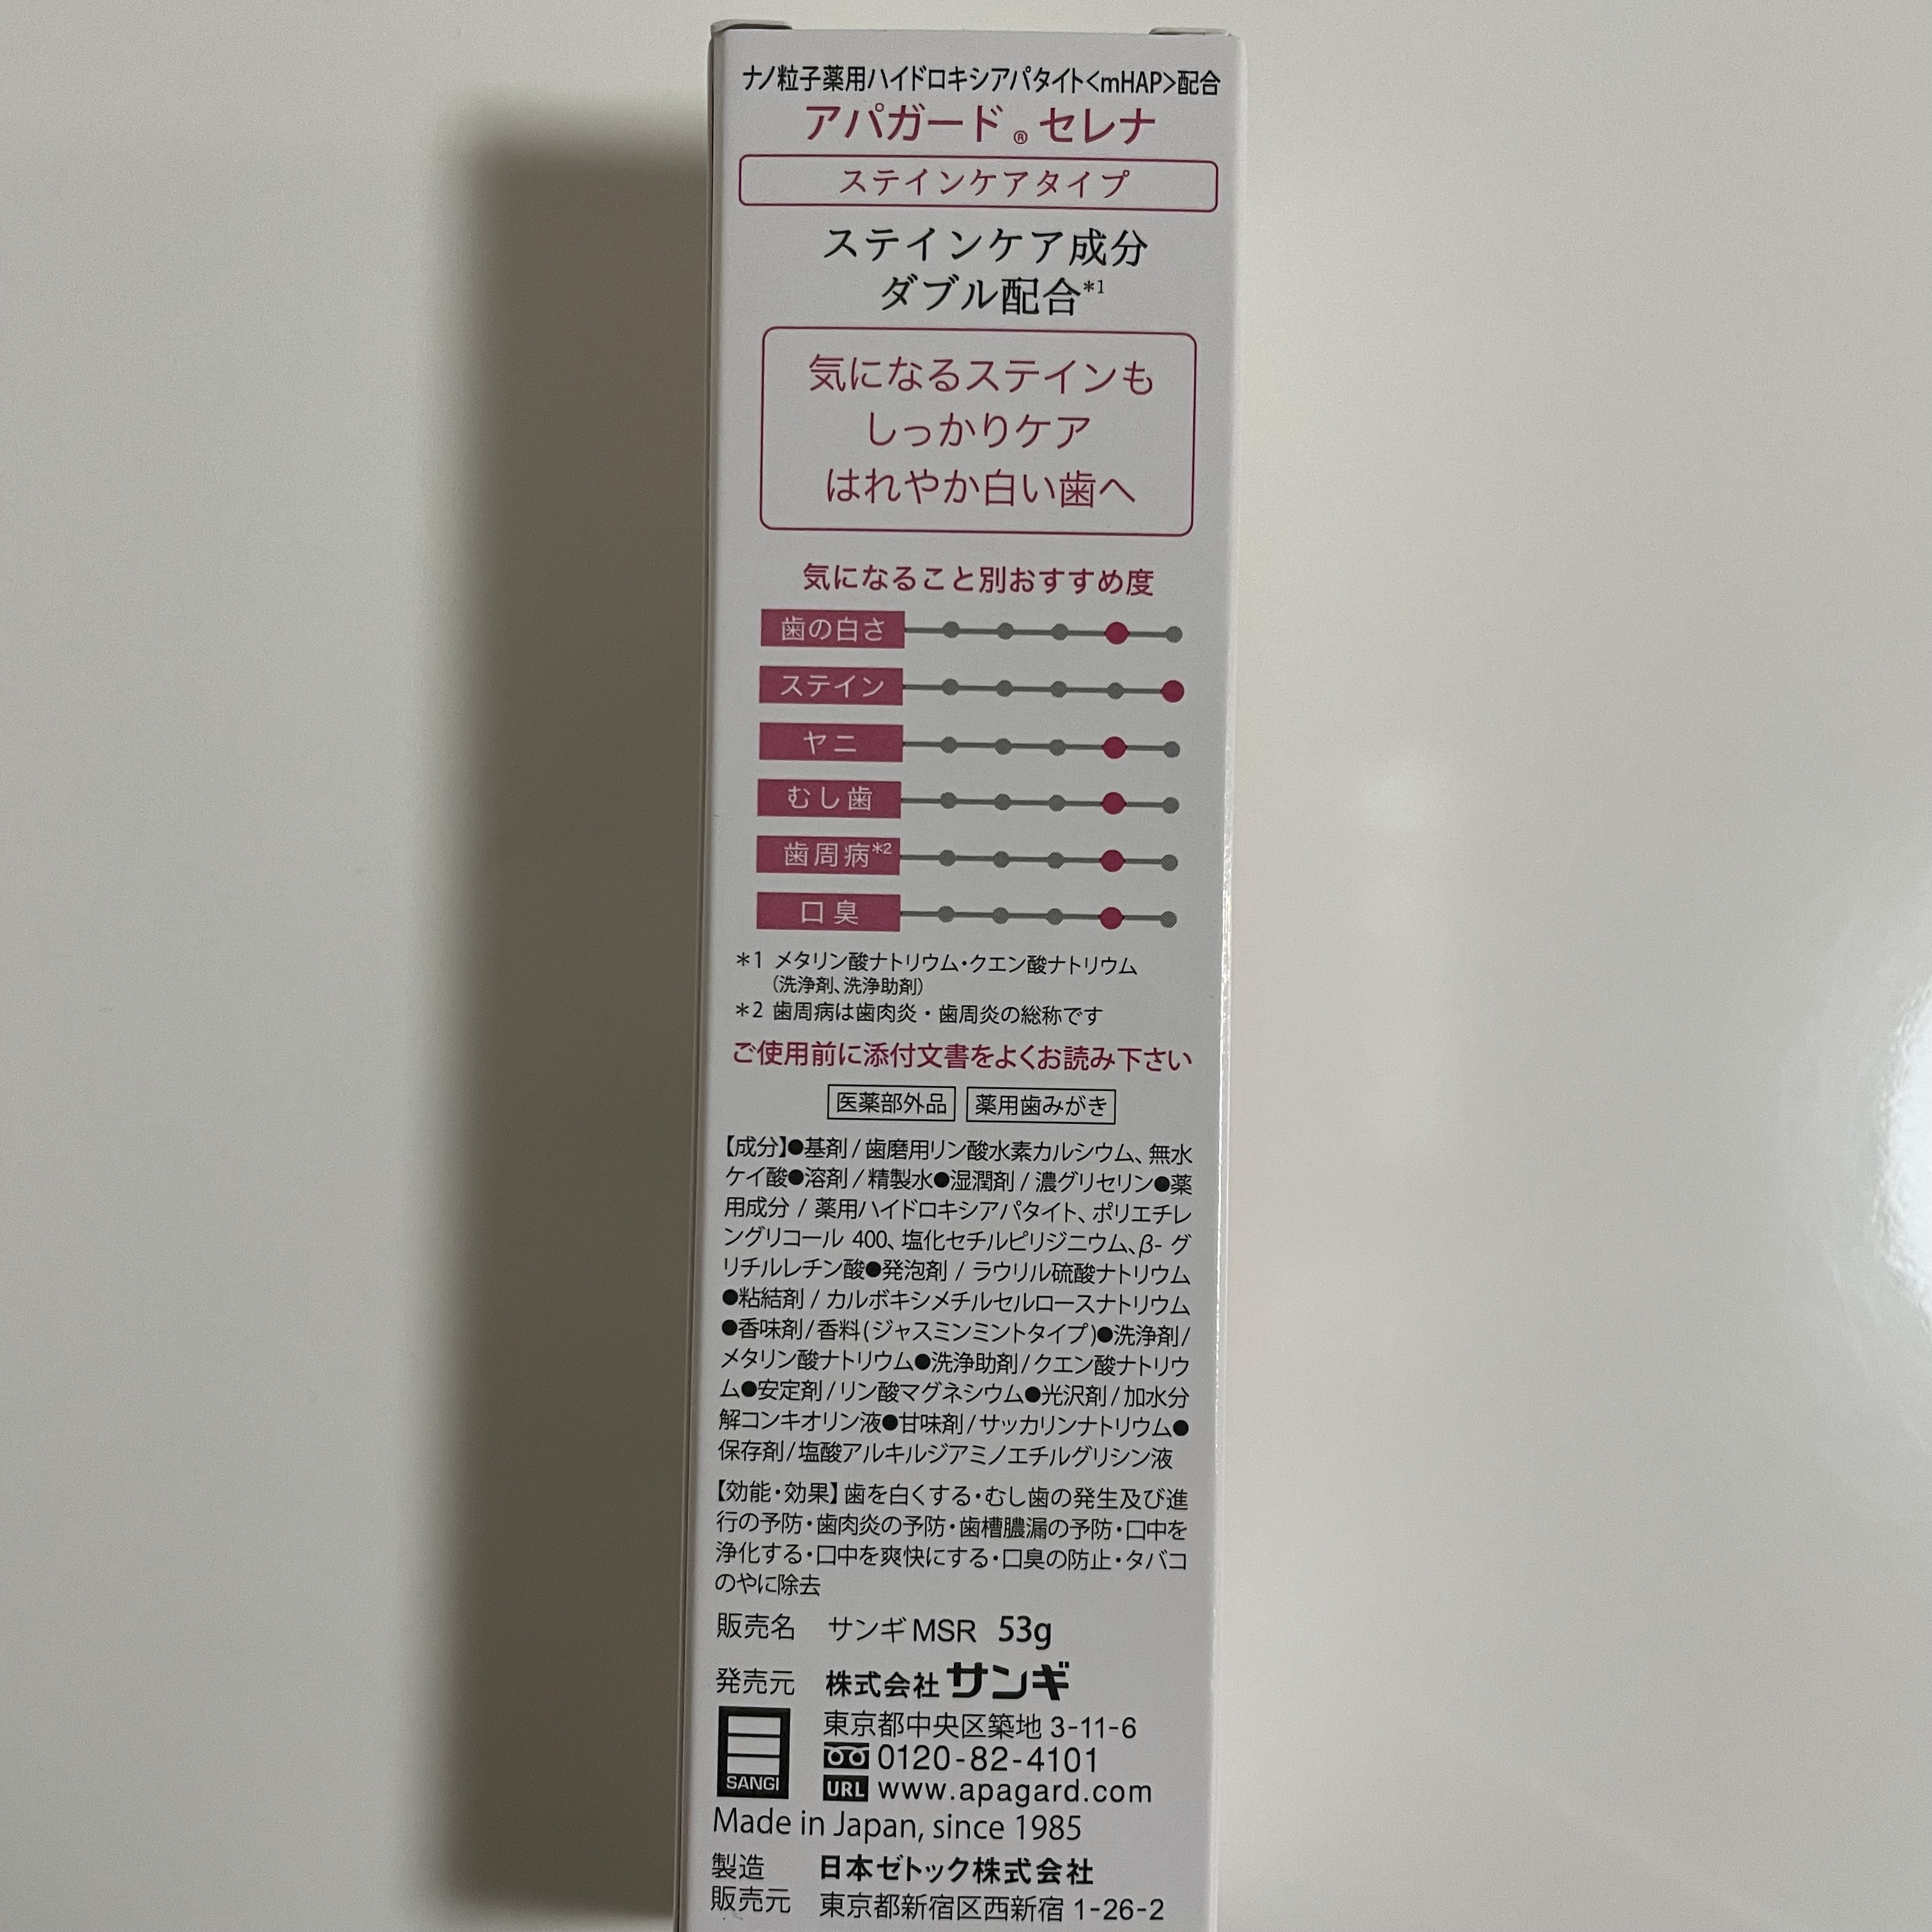 ナノ粒子薬用ハイドロキシアパタイト<mHAP>配合
アパガード® セレナ
ステインケアタイプ
ステインケア成分
ダブル配合*1
気になるステインも
しっかりケア
はれやか白い歯へ
気になること別おすすめ度
歯の白さ
ステイン
ヤニ
むし歯
歯周病*2
口臭
*1 メタリン酸ナトリウム・クエン酸ナトリウム
(洗浄剤、洗浄助剤)
*2 歯周病は歯肉炎・歯周炎の総称です
ご使用前に添付文書をよくお読み下さい
医薬部外品 薬用歯みがき
【成分】●基剤/歯磨用リン酸水素カルシウム、無水
ケイ酸●溶剤/精製水●湿潤剤/濃グリセリン●薬
用成分/薬用ハイドロキシアパタイト、ポリエチレ
ングリコール 400、塩化セチルピリジニウム、β-グ
リチルレチン酸●発泡剤/ラウリル硫酸ナトリウム
●粘結剤/カルボキシメチルセルロースナトリウム
●香味剤/香料(ジャスミンミントタイプ)●洗浄剤/
メタリン酸ナトリウム●洗浄助剤/クエン酸ナトリウ
ム●安定剤/リン酸マグネシウム●光沢剤/加水分
解コンキオリン液●甘味剤/サッカリンナトリウム●
保存剤/塩酸アルキルジアミノエチルグリシン液
【効能・効果】歯を白くする・むし歯の発生及び進
行の予防・歯肉炎の予防・歯槽膿漏の予防・口中を
浄化する・口中を爽快にする・口臭の防止・タバコ
のやに除去
販売名 サンギMSR 53g
発売元 株式会社サンギ
東京都中央区築地 3-11-6
0120-82-4101
SANGI
URL www.apagard.com
Made in Japan, since 1985
製造 日本ゼトック株式会社
販売元 東京都新宿区西新宿 1-26-2